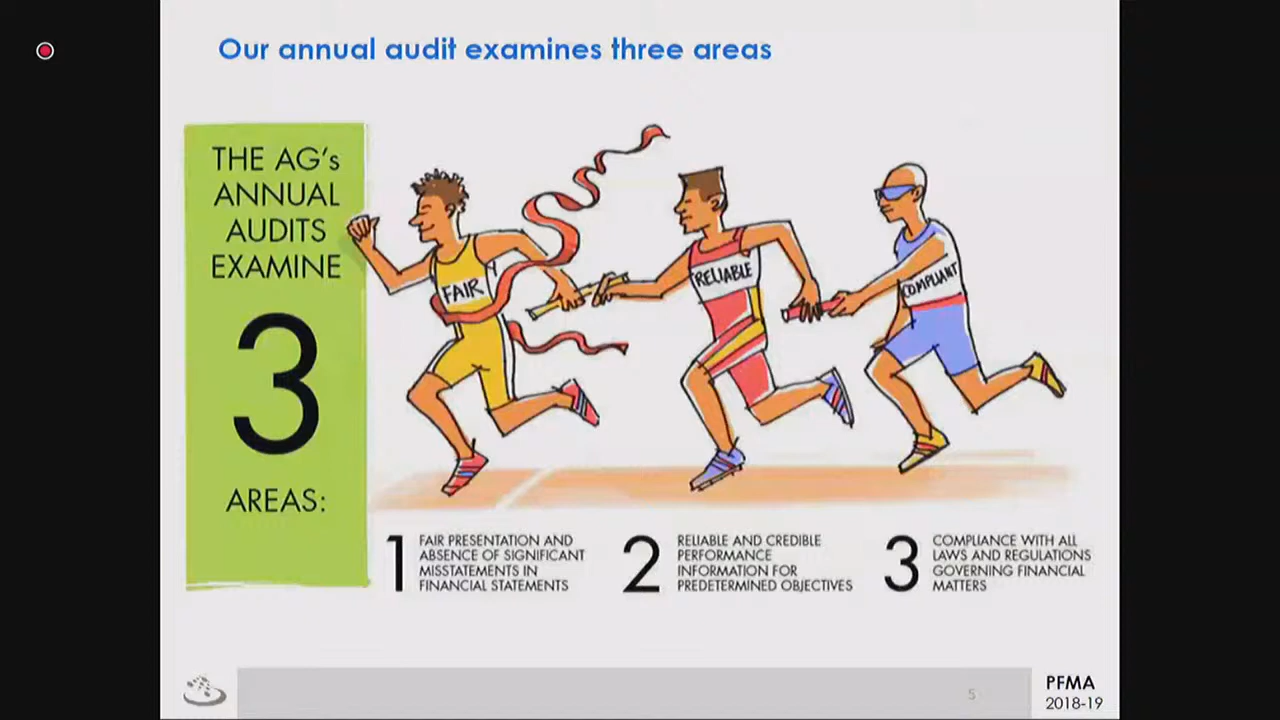 Our annual audit examines three areas
THE AG's
ANNUAL
AUDITS
EXAMINE
3
AREAS:
FAIR
RELIABLE
COMPLIANT
1
FAIR PRESENTATION AND
ABSENCE OF SIGNIFICANT
MISSTATEMENTS IN
FINANCIAL STATEMENTS
2
RELIABLE AND CREDIBLE
PERFORMANCE
INFORMATION FOR
PREDETERMINED OBJECTIVES
3
COMPLIANCE WITH ALL
LAWS AND REGULATIONS
GOVERNING FINANCIAL
MATTERS
5
PFMA
2018-19